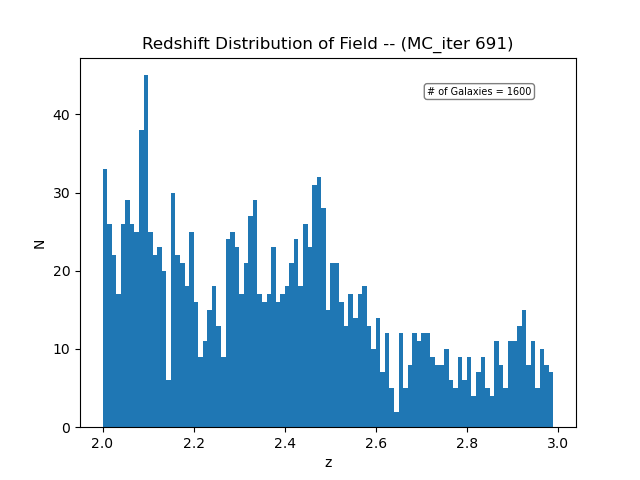 Redshift Distribution of Field -- (MC_iter 691)
# of Galaxies = 1600
40
30
20
10
0
N
2.0 2.2 2.4 2.6 2.8 3.0
z